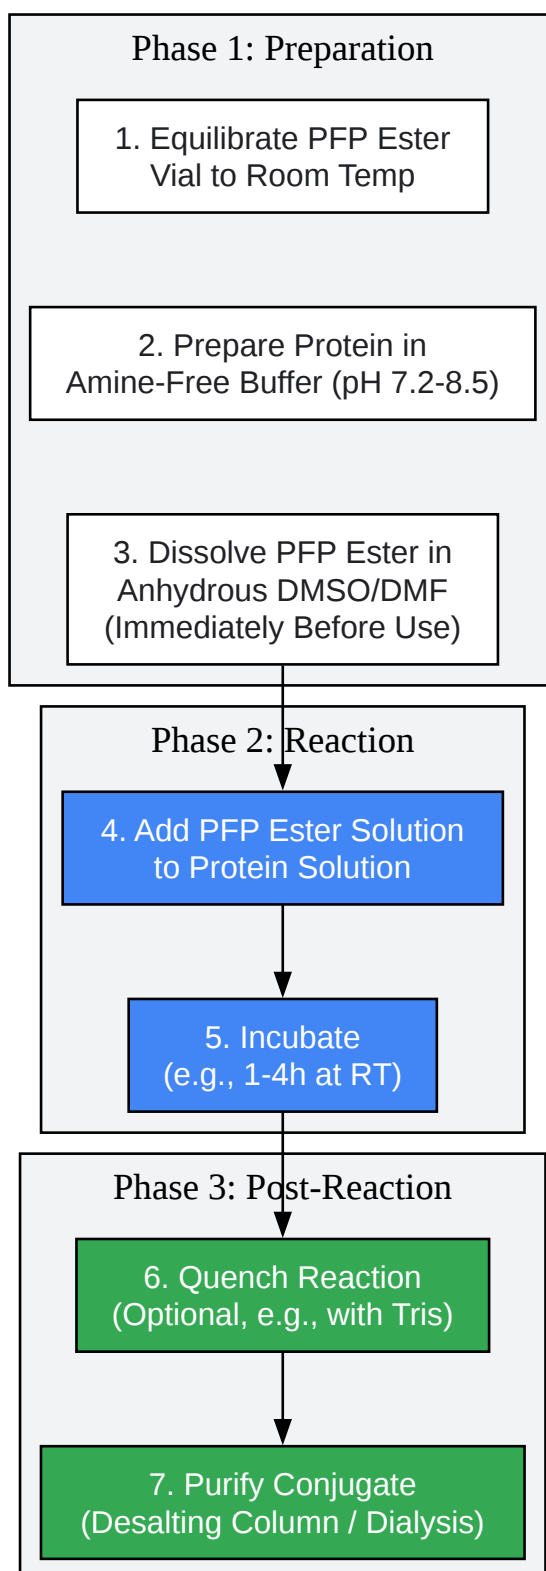 Phase 1: Preparation
1. Equilibrate PFP Ester
Vial to Room Temp
2. Prepare Protein in
Amine-Free Buffer (pH 7.2-8.5)
3. Dissolve PFP Ester in
Anhydrous DMSO/DMF
(Immediately Before Use)
Phase 2: Reaction
4. Add PFP Ester Solution
to Protein Solution
5. Incubate
(e.g., 1-4h at RT)
Phase 3: Post-Reaction
6. Quench Reaction
(Optional, e.g., with Tris)
7. Purify Conjugate
(Desalting Column / Dialysis)